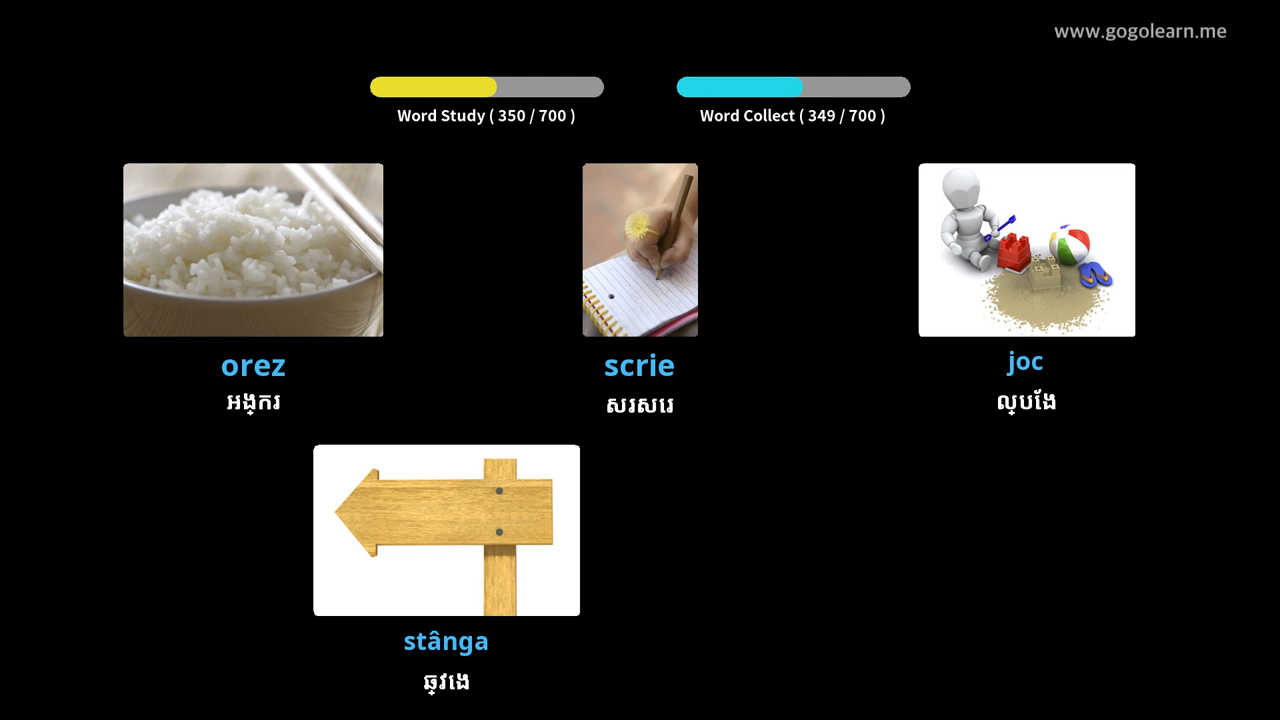 www.gogolearn.me
Word Study ( 350 / 700 )
Word Collect ( 349 / 700 )
orez
scrie
joc
អង្ករ
សរសរេ
ល្បងែ
stânga
ឆ្វងេ